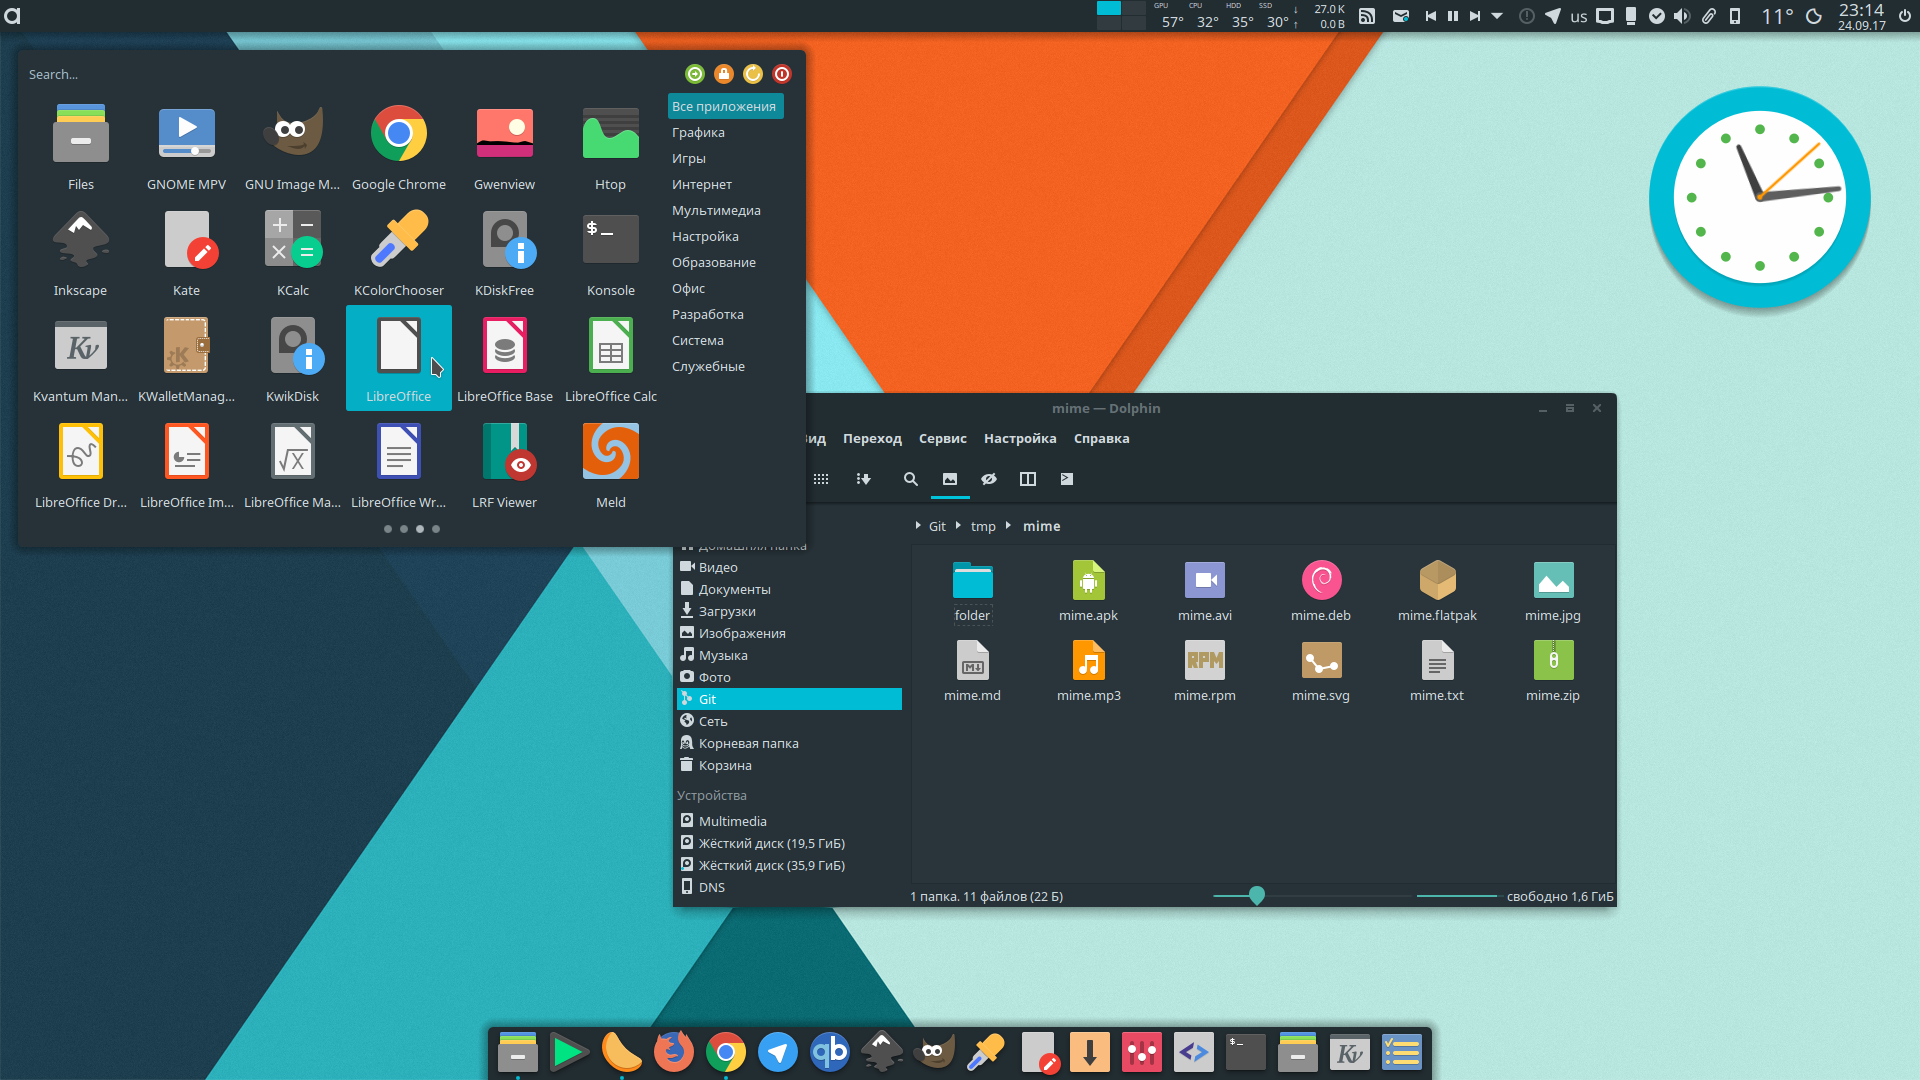 GPU CPU HDD SSD
57° 32° 35° 30°
27.0 K
0.0 B
us
11°
23:14
24.09.17
Search...
Files
GNOME MPV
GNU Image M...
Google Chrome
Gwenview
Htop
Inkscape
Kate
KCalc
KColorChooser
KDiskFree
$_
Konsole
Kv
Kvantum Man...
KWalletManag...
KwikDisk
LibreOffice
LibreOffice Base
LibreOffice Calc
LibreOffice Dr...
LibreOffice Im...
LibreOffice Ma...
LibreOffice Wr...
LRF Viewer
Meld
Все приложения
Графика
Игры
Интернет
Мультимедиа
Настройка
Образование
Офис
Разработка
Система
Служебные
mime — Dolphin
Вид Переход Сервис Настройка Справка
Git tmp mime
Домашняя папка
Видео
Документы
Загрузки
Изображения
Музыка
Фото
Git
Сеть
Корневая папка
Корзина
Устройства
Multimedia
Жёсткий диск (19,5 ГиБ)
Жёсткий диск (35,9 ГиБ)
DNS
folder
mime.apk
mime.avi
mime.deb
mime.flatpak
mime.jpg
mime.md
mime.mp3
RPM
mime.rpm
mime.svg
mime.txt
mime.zip
1 папка. 11 файлов (22 Б)
свободно 1,6 ГиБ
qb
$_
Kv